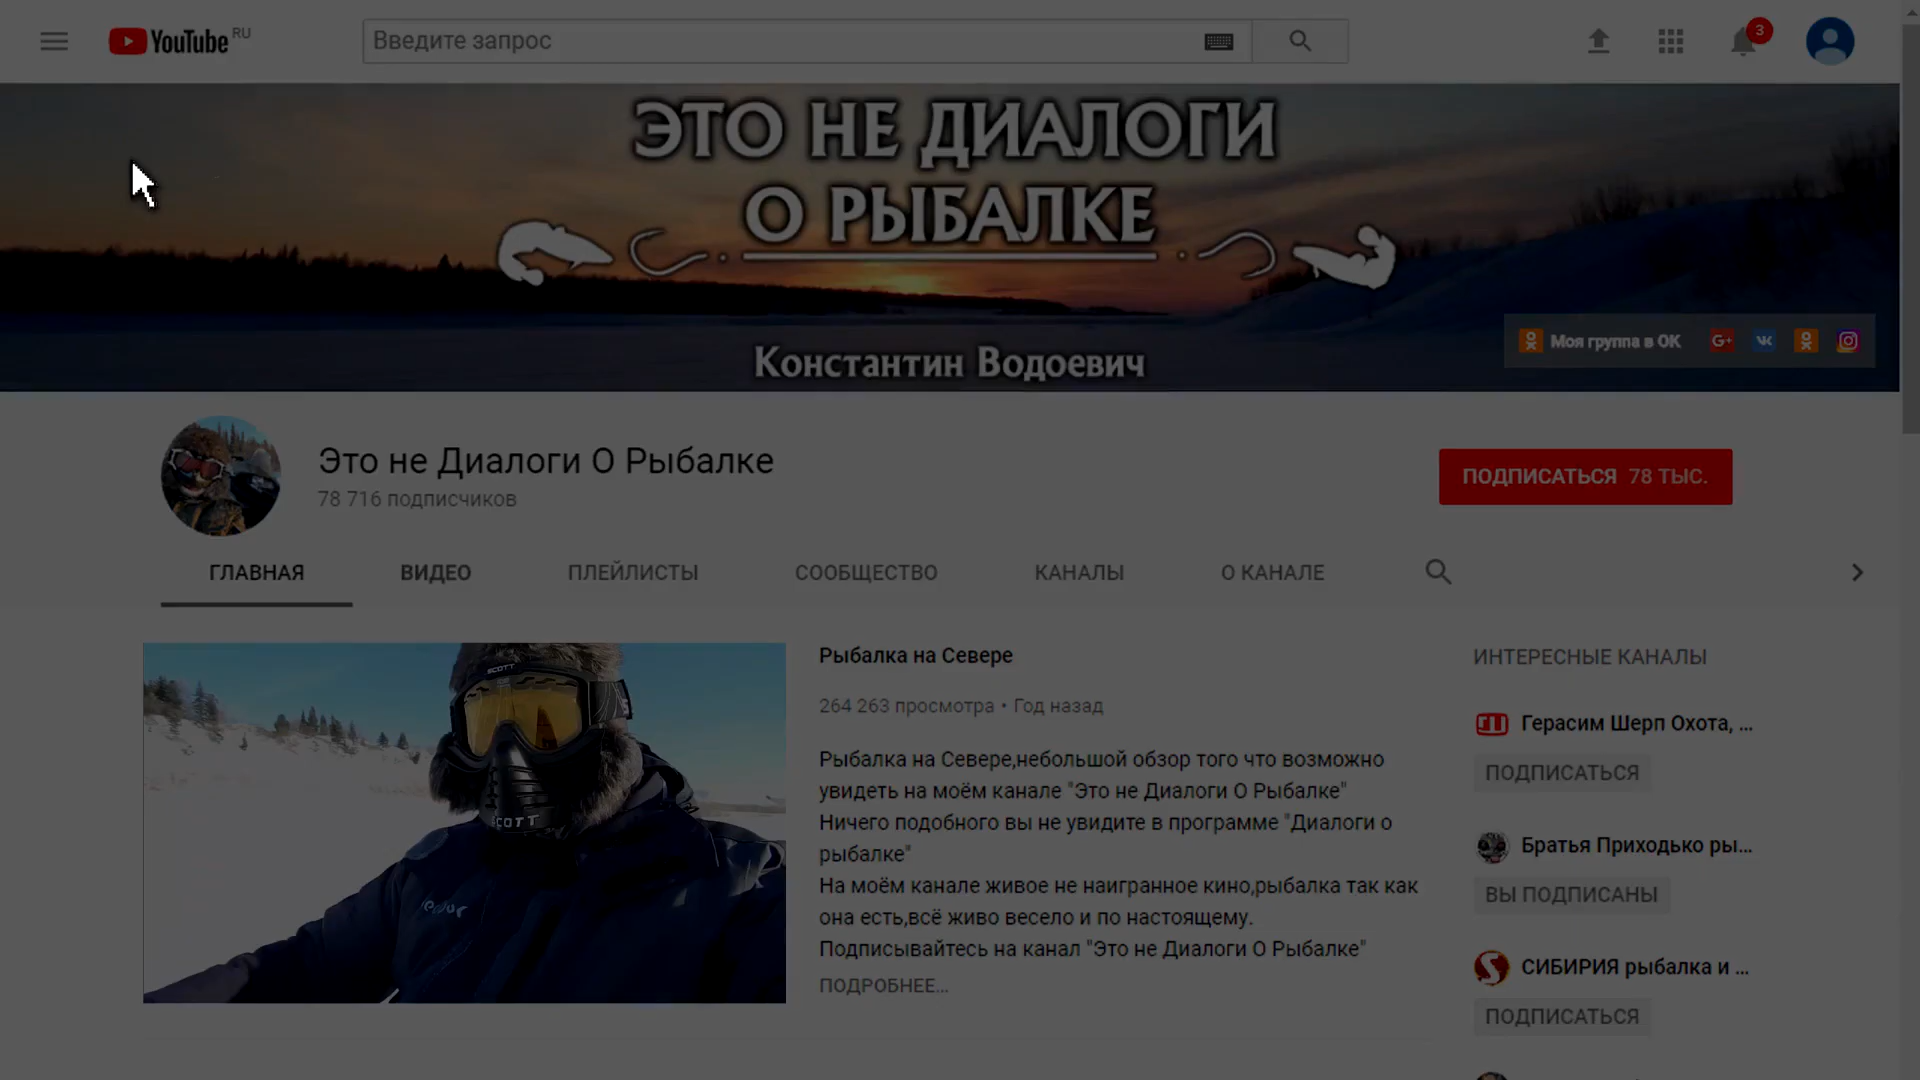 YouTube RU
Введите запрос
3
ЭТО НЕ ДИАЛОГИ
О РЫБАЛКЕ
Константин Водоевич
Моя группа в ОК
G+
Это не Диалоги О Рыбалке
78 716 подписчиков
ПОДПИСАТЬСЯ 78 ТЫС.
ГЛАВНАЯ
ВИДЕО
ПЛЕЙЛИСТЫ
СООБЩЕСТВО
КАНАЛЫ
О КАНАЛЕ
SCOTT
SCOTT
Рыбалка на Севере
264 263 просмотра • Год назад
Рыбалка на Севере,небольшой обзор того что возможно
увидеть на моём канале "Это не Диалоги О Рыбалке"
Ничего подобного вы не увидите в программе "Диалоги о
рыбалке"
На моём канале живое не наигранное кино,рыбалка так как
она есть,всё живо весело и по настоящему.
Подписывайтесь на канал "Это не Диалоги О Рыбалке"
ПОДРОБНЕЕ...
ИНТЕРЕСНЫЕ КАНАЛЫ
Герасим Шерп Охота, ...
ПОДПИСАТЬСЯ
Братья Приходько ры...
ВЫ ПОДПИСАНЫ
СИБИРИЯ рыбалка и ...
ПОДПИСАТЬСЯ